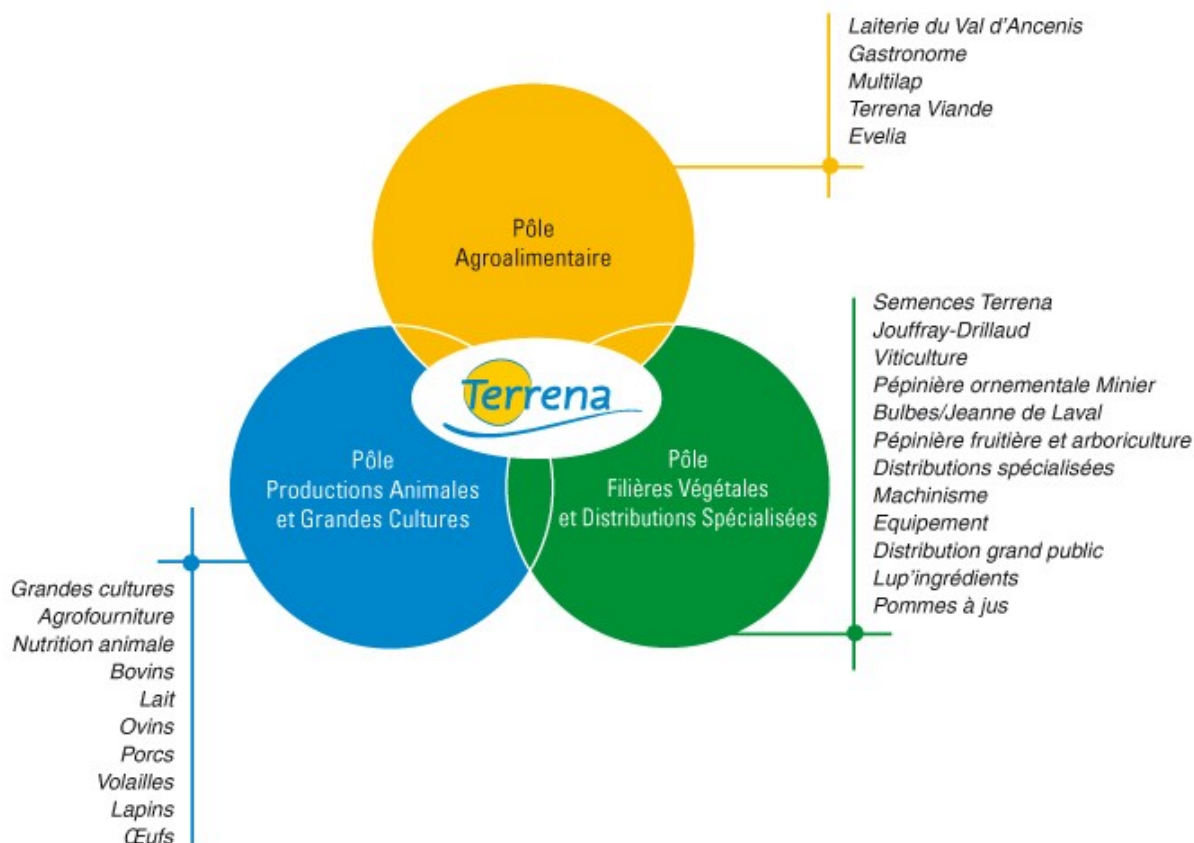 Laiterie du Val d'Ancenis
Gastronome
Multilap
Terrena Viande
Evelia
Pôle
Agroalimentaire
Terrena
Pôle
Productions Animales
et Grandes Cultures
Pôle
Filières Végétales
et Distributions Spécialisées
Semences Terrena
Jouffray-Drillaud
Viticulture
Pépinière ornementale Minier
Bulbes/Jeanne de Laval
Pépinière fruitière et arboriculture
Distributions spécialisées
Machinisme
Equipement
Distribution grand public
Lup'ingrédients
Pommes à jus
Grandes cultures
Agrofourniture
Nutrition animale
Bovins
Lait
Ovins
Porcs
Volailles
Lapins
Œufs